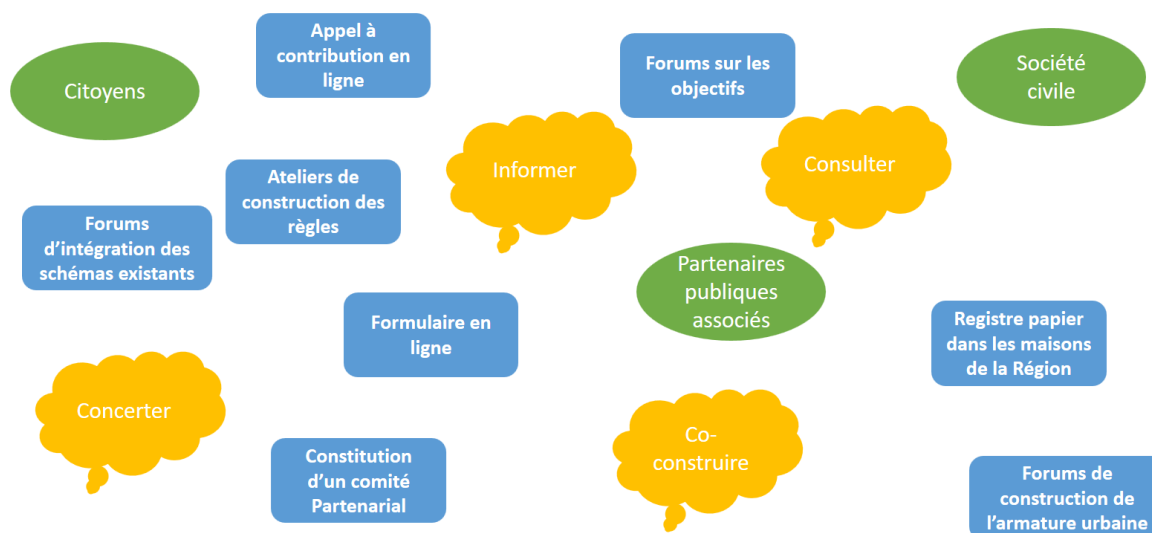 Appel à
contribution en
ligne
Forums sur les
objectifs
Citoyens
Société
civile
Informer
Consulter
Ateliers de
construction des
règles
Forums
d’intégration des
schémas existants
Partenaires
publiques
associés
Formulaire en
ligne
Registre papier
dans les maisons
de la Région
Concerter
Co-
construire
Constitution
d’un comité
Partenarial
Forums de
construction de
l’armature urbaine